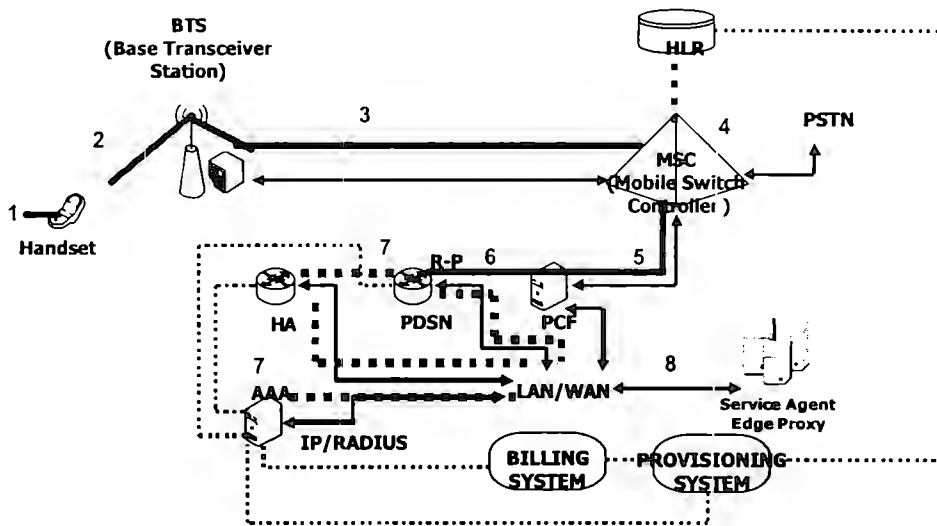 BTS
(Base Transceiver
Station)
HLR
2
3
4
PSTN
MSC
(Mobile Switch
Controller )
1
Handset
7
R-P
6
5
HA
PDSN
PCF
7
AAA
LAN/WAN
8
Service Agent
Edge Proxy
IP/RADIUS
BILLING
SYSTEM
PROVISIONING
SYSTEM